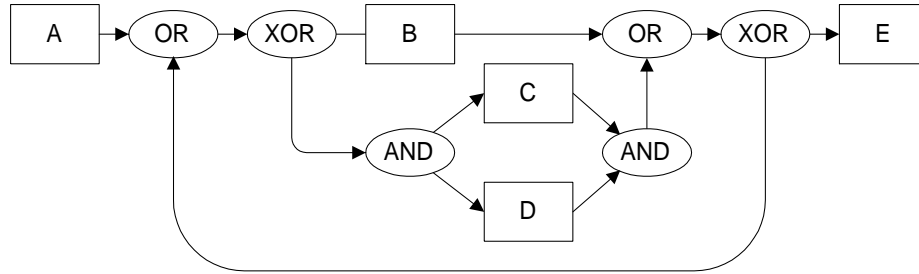 A OR XOR B OR XOR E
C
AND AND
D